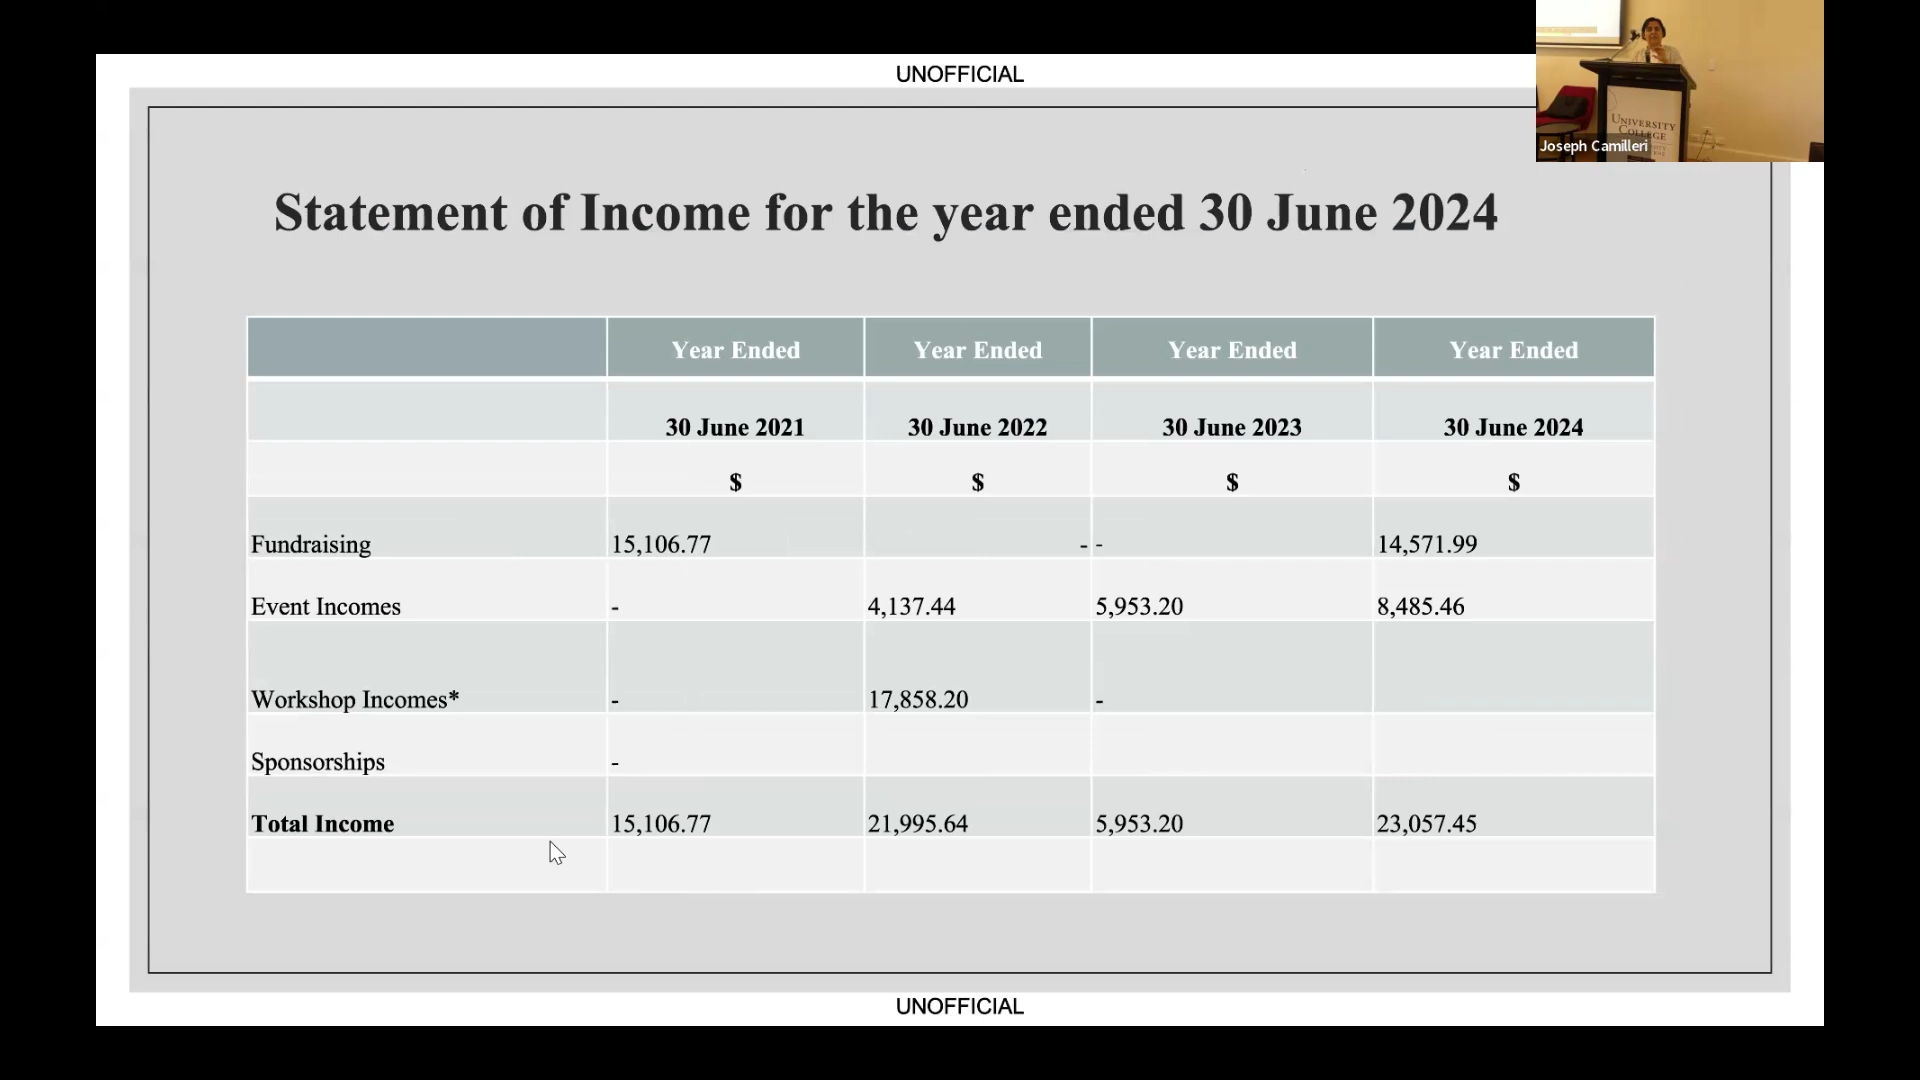 UNOFFICIAL
UNIVERSITY
COLLEGE
Joseph Camilleri
Statement of Income for the year ended 30 June 2024
Year Ended Year Ended Year Ended Year Ended
30 June 2021 30 June 2022 30 June 2023 30 June 2024
$ $ $ $
Fundraising 15,106.77 - - 14,571.99
Event Incomes - 4,137.44 5,953.20 8,485.46
Workshop Incomes* - 17,858.20 -
Sponsorships -
Total Income 15,106.77 21,995.64 5,953.20 23,057.45
UNOFFICIAL